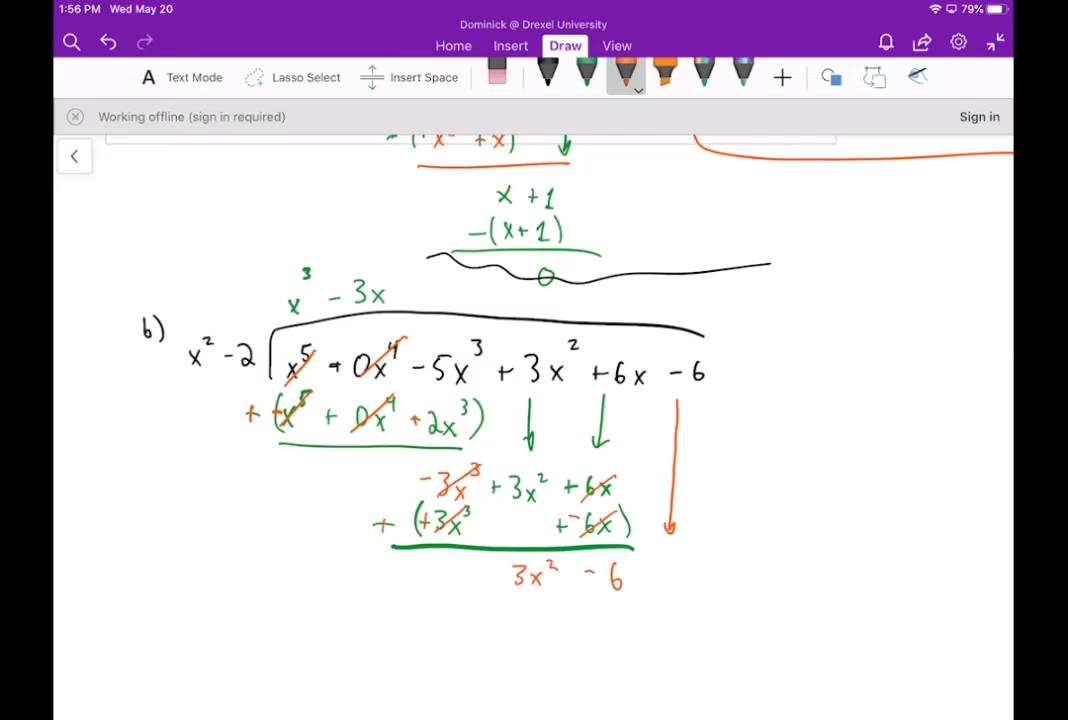 1:56 PM Wed May 20 79%
Dominick @ Drexel University
Home Insert Draw View
A Text Mode Lasso Select Insert Space
Working offline (sign in required) Sign in
x + 1
-(x + 1)
0
x³ - 3x
b) x² - 2 x⁵ + 0x⁴ - 5x³ + 3x² + 6x - 6
+ (-x⁵ + 0x⁴ + 2x³)
-3x³ + 3x² + 6x
+ (+3x³ + -6x)
3x² - 6